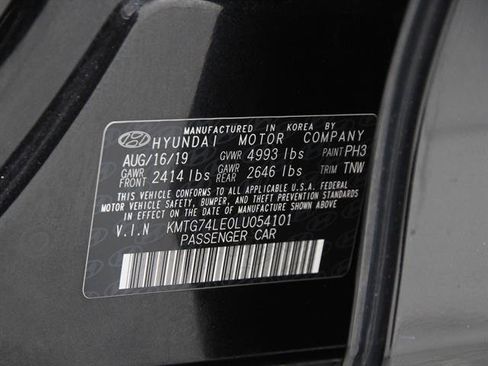 MANUFACTURED IN KOREA BY
HYUNDAI MOTOR COMPANY
AUG/16/19 GVWR 4993 lbs PAINT PH3
GAWR FRONT 2414 lbs GAWR REAR 2646 lbs TRIM TNW
THIS VEHICLE CONFORMS TO ALL APPLICABLE U.S.A. FEDERAL
MOTOR VEHICLE SAFETY, BUMPER, AND THEFT PREVENTION STANDARDS
IN EFFECT ON THE DATE OF MANUFACTURE SHOWN ABOVE.
V.I.N KMTG74LE0LU054101
PASSENGER CAR